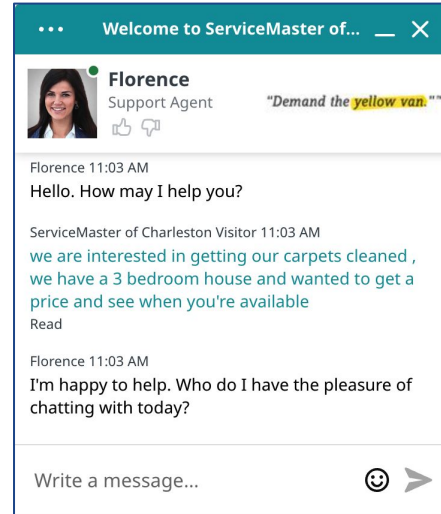 Welcome to ServiceMaster of...
Florence
Support Agent
"Demand the yellow van."℠
Florence 11:03 AM
Hello. How may I help you?
ServiceMaster of Charleston Visitor 11:03 AM
we are interested in getting our carpets cleaned ,
we have a 3 bedroom house and wanted to get a
price and see when you're available
Read
Florence 11:03 AM
I'm happy to help. Who do I have the pleasure of
chatting with today?
Write a message...